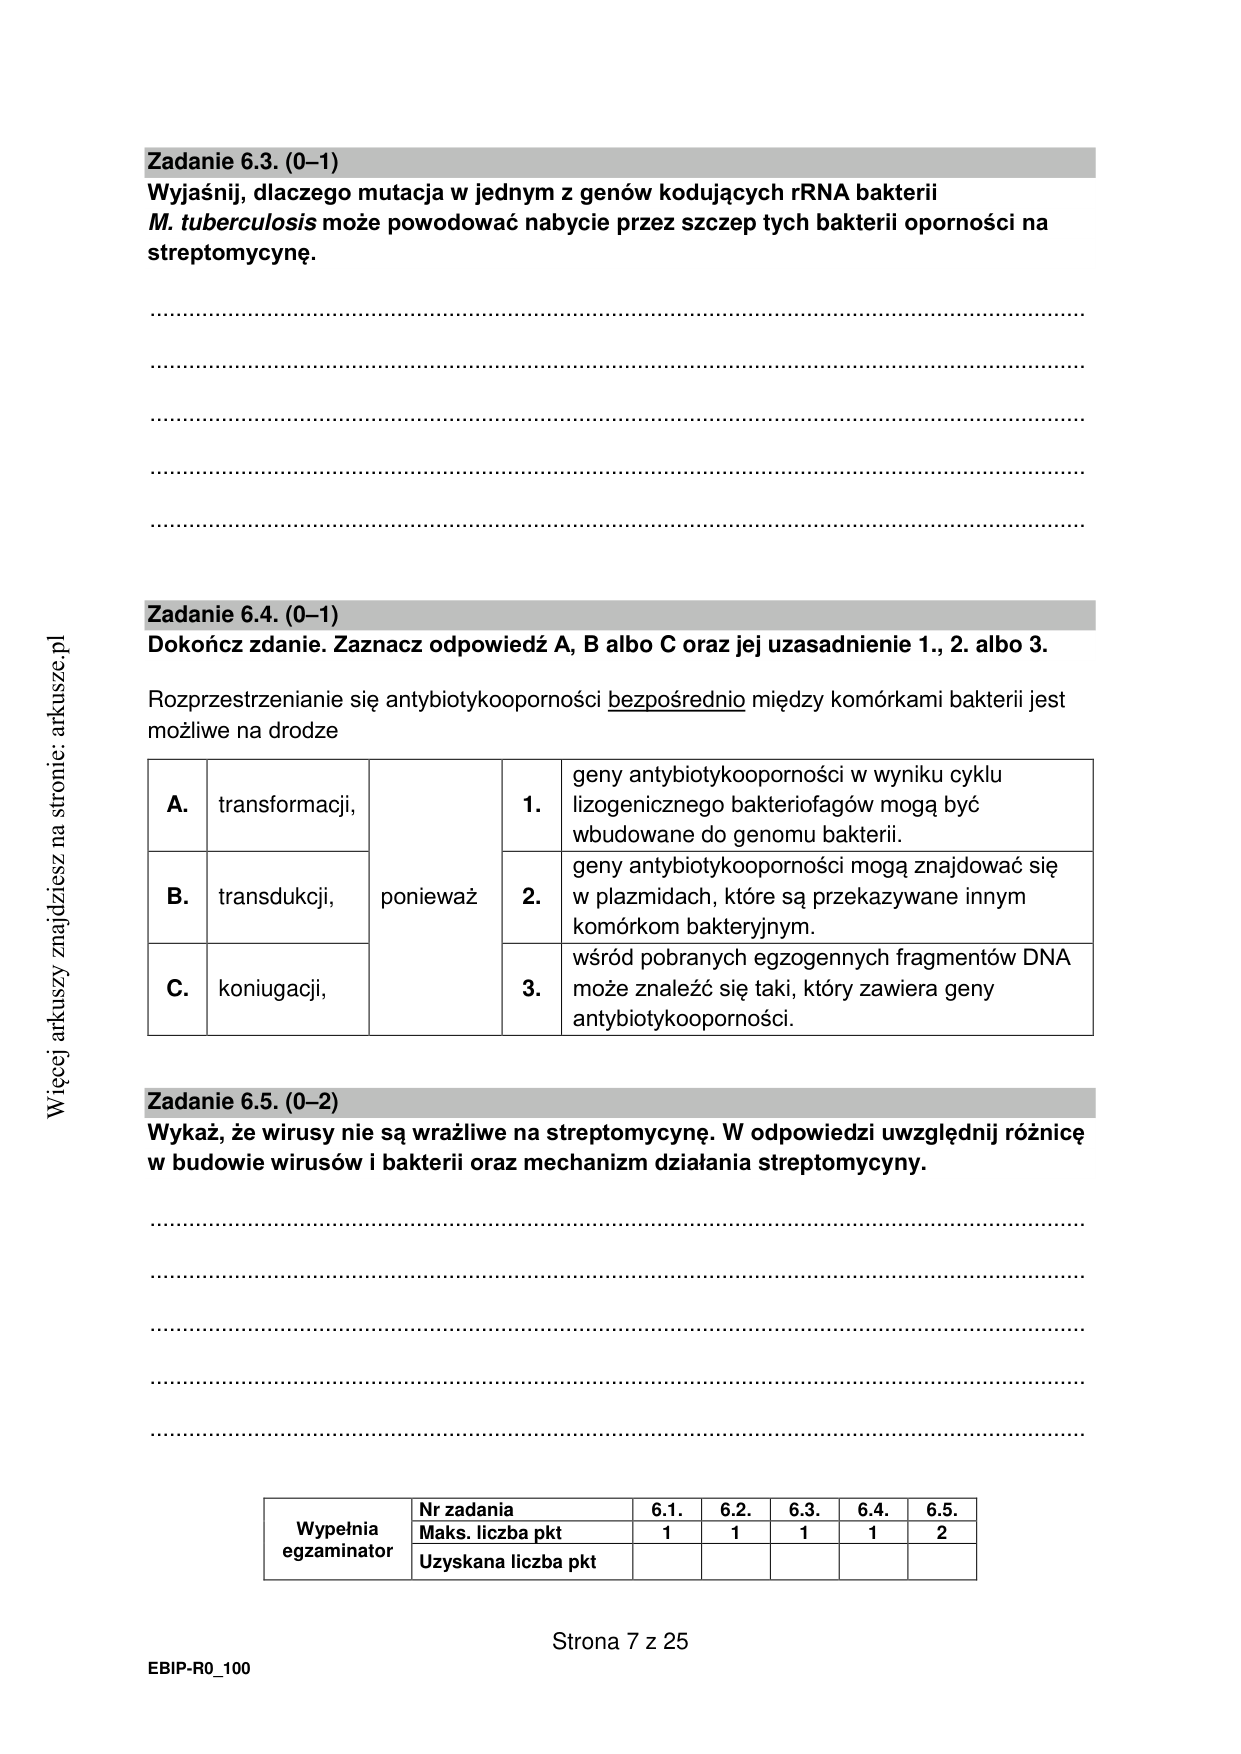 Zadanie 6.3. (0–1)
Wyjaśnij, dlaczego mutacja w jednym z genów kodujących rRNA bakterii
M. tuberculosis może powodować nabycie przez szczep tych bakterii oporności na
streptomycynę.
Zadanie 6.4. (0–1)
Dokończ zdanie. Zaznacz odpowiedź A, B albo C oraz jej uzasadnienie 1., 2. albo 3.
Rozprzestrzenianie się antybiotykooporności bezpośrednio między komórkami bakterii jest
możliwe na drodze
A. transformacji,
B. transdukcji,
C. koniugacji,
ponieważ
1. geny antybiotykooporności w wyniku cyklu
lizogenicznego bakteriofagów mogą być
wbudowane do genomu bakterii.
2. geny antybiotykooporności mogą znajdować się
w plazmidach, które są przekazywane innym
komórkom bakteryjnym.
3. wśród pobranych egzogennych fragmentów DNA
może znaleźć się taki, który zawiera geny
antybiotykooporności.
Zadanie 6.5. (0–2)
Wykaż, że wirusy nie są wrażliwe na streptomycynę. W odpowiedzi uwzględnij różnicę
w budowie wirusów i bakterii oraz mechanizm działania streptomycyny.
Wypełnia
egzaminator
Nr zadania 6.1. 6.2. 6.3. 6.4. 6.5.
Maks. liczba pkt 1 1 1 1 2
Uzyskana liczba pkt
Strona 7 z 25
EBIP-R0_100
Więcej arkuszy znajdziesz na stronie: arkusze.pl